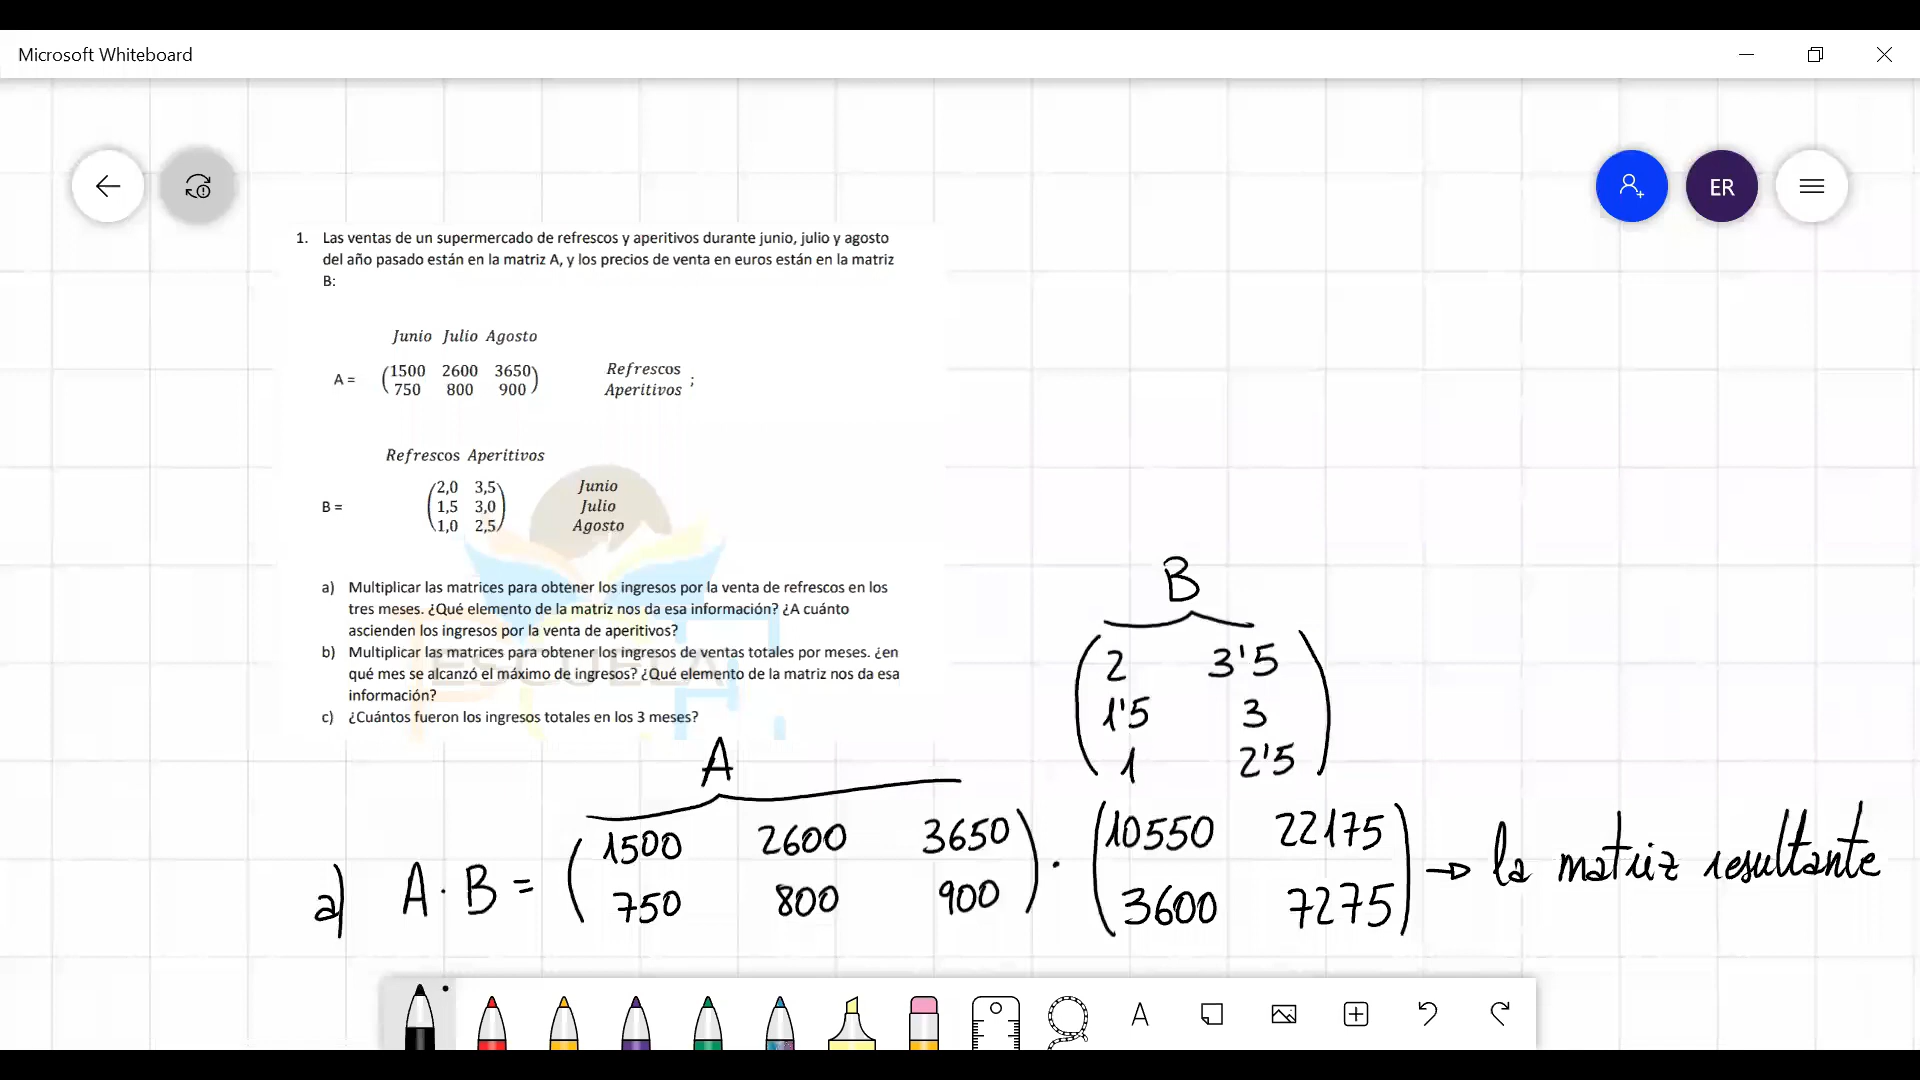 Microsoft Whiteboard
ER
1. Las ventas de un supermercado de refrescos y aperitivos durante junio, julio y agosto
del año pasado están en la matriz A, y los precios de venta en euros están en la matriz
B:
Junio Julio Agosto
A = (1500 2600 3650) Refrescos
(750 800 900) Aperitivos ;
Refrescos Aperitivos
(2,0 3,5) Junio
B = (1,5 3,0) Julio
(1,0 2,5) Agosto
a) Multiplicar las matrices para obtener los ingresos por la venta de refrescos en los
tres meses. ¿Qué elemento de la matriz nos da esa información? ¿A cuánto
ascienden los ingresos por la venta de aperitivos?
b) Multiplicar las matrices para obtener los ingresos de ventas totales por meses. ¿en
qué mes se alcanzó el máximo de ingresos? ¿Qué elemento de la matriz nos da esa
información?
c) ¿Cuántos fueron los ingresos totales en los 3 meses?
ESCUELA
B
(2 3'5)
(1'5 3)
(1 2'5)
A
a) A · B = (1500 2600 3650) · (10550 22175) → la matriz resultante
(750 800 900) (3600 7275)
A